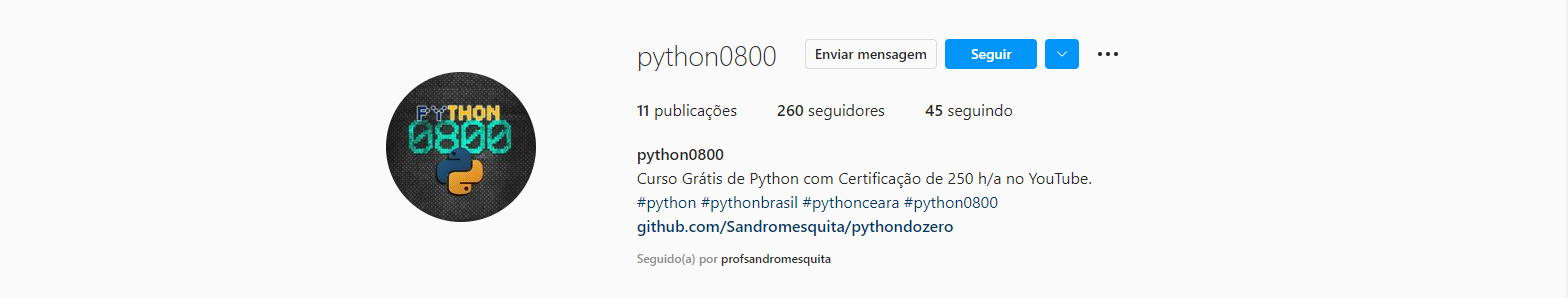 python0800 Enviar mensagem Seguir
PYTHON
0800
11 publicações 260 seguidores 45 seguindo
python0800
Curso Grátis de Python com Certificação de 250 h/a no YouTube.
#python #pythonbrasil #pythonceara #python0800
github.com/Sandromesquita/pythondozero
Seguido(a) por profsandromesquita